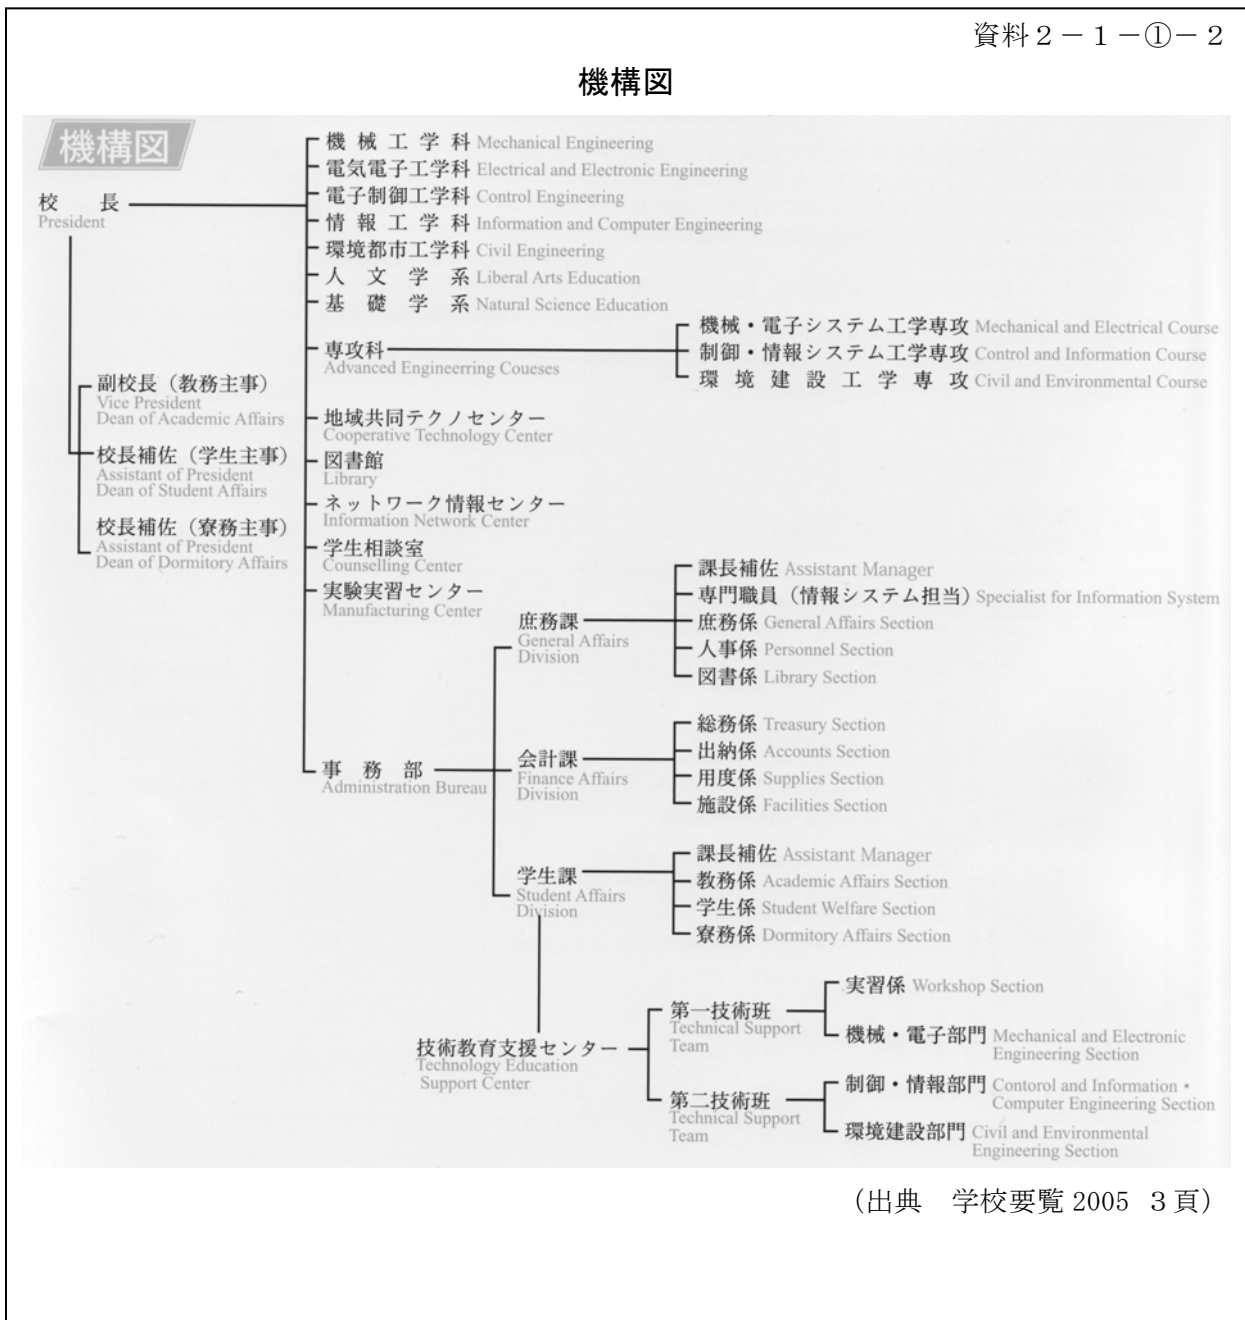 資料２－１－①－２
機構図
機構図
校長
President
機械工学科 Mechanical Engineering
電気電子工学科 Electrical and Electronic Engineering
電子制御工学科 Control Engineering
情報工学科 Information and Computer Engineering
環境都市工学科 Civil Engineering
人文学系 Liberal Arts Education
基礎学系 Natural Science Education
専攻科
Advanced Engineering Coueses
機械・電子システム工学専攻 Mechanical and Electrical Course
制御・情報システム工学専攻 Control and Information Course
環境建設工学専攻 Civil and Environmental Course
副校長（教務主事）
Vice President
Dean of Academic Affairs
校長補佐（学生主事）
Assistant of President
Dean of Student Affairs
校長補佐（寮務主事）
Assistant of President
Dean of Dormitory Affairs
地域共同テクノセンター
Cooperative Technology Center
図書館
Library
ネットワーク情報センター
Information Network Center
学生相談室
Counselling Center
実験実習センター
Manufacturing Center
事務部
Administration Bureau
庶務課
General Affairs
Division
課長補佐 Assistant Manager
専門職員（情報システム担当）Specialist for Information System
庶務係 General Affairs Section
人事係 Personnel Section
図書係 Library Section
会計課
Finance Affairs
Division
総務係 Treasury Section
出納係 Accounts Section
用度係 Supplies Section
施設係 Facilities Section
学生課
Student Affairs
Division
課長補佐 Assistant Manager
教務係 Academic Affairs Section
学生係 Student Welfare Section
寮務係 Dormitory Affairs Section
技術教育支援センター
Technology Education
Support Center
第一技術班
Technical Support
Team
実習係 Workshop Section
機械・電子部門 Mechanical and Electronic
Engineering Section
第二技術班
Technical Support
Team
制御・情報部門 Contorol and Information・
Computer Engineering Section
環境建設部門 Civil and Environmental
Engineering Section
（出典　学校要覧 2005 ３頁）